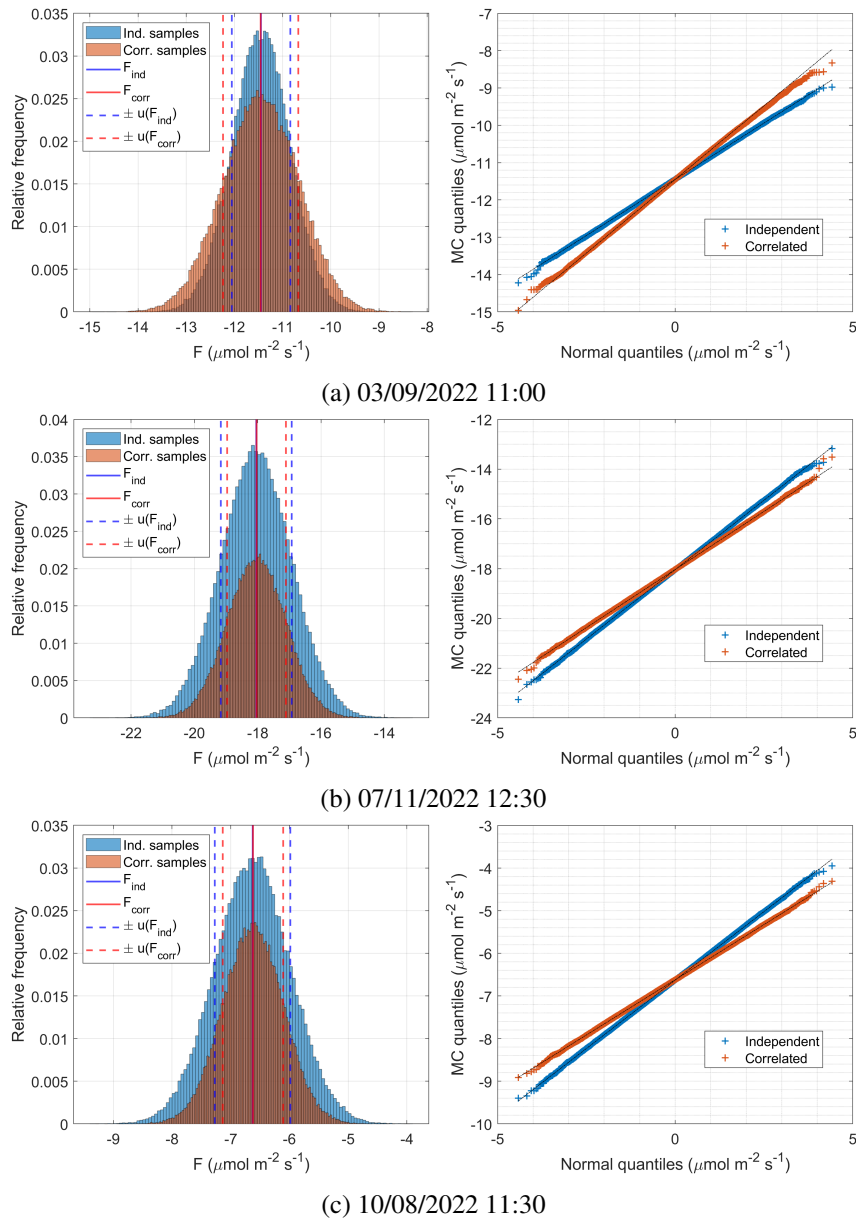 0.035
0.03
0.025
0.02
0.015
0.01
0.005
0
Relative frequency
Ind. samples
Corr. samples
F_ind
F_corr
± u(F_ind)
± u(F_corr)
-15 -14 -13 -12 -11 -10 -9 -8
F (μmol m⁻² s⁻¹)
-7
-8
-9
-10
-11
-12
-13
-14
-15
MC quantiles (μmol m⁻² s⁻¹)
Independent
Correlated
-5 0 5
Normal quantiles (μmol m⁻² s⁻¹)
(a) 03/09/2022 11:00
0.04
0.035
0.03
0.025
0.02
0.015
0.01
0.005
0
Relative frequency
Ind. samples
Corr. samples
F_ind
F_corr
± u(F_ind)
± u(F_corr)
-22 -20 -18 -16 -14
F (μmol m⁻² s⁻¹)
-12
-14
-16
-18
-20
-22
-24
MC quantiles (μmol m⁻² s⁻¹)
Independent
Correlated
-5 0 5
Normal quantiles (μmol m⁻² s⁻¹)
(b) 07/11/2022 12:30
0.035
0.03
0.025
0.02
0.015
0.01
0.005
0
Relative frequency
Ind. samples
Corr. samples
F_ind
F_corr
± u(F_ind)
± u(F_corr)
-9 -8 -7 -6 -5 -4
F (μmol m⁻² s⁻¹)
-3
-4
-5
-6
-7
-8
-9
-10
MC quantiles (μmol m⁻² s⁻¹)
Independent
Correlated
-5 0 5
Normal quantiles (μmol m⁻² s⁻¹)
(c) 10/08/2022 11:30